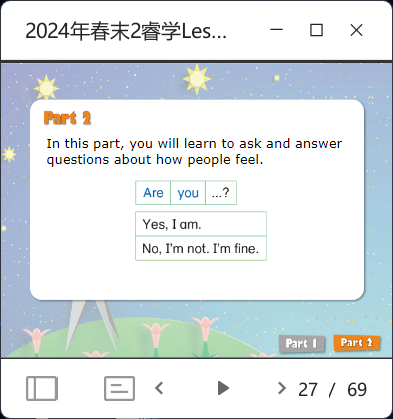 2024年春末2睿学Les...
Part 2
In this part, you will learn to ask and answer
questions about how people feel.
Are you ...?
Yes, I am.
No, I'm not. I'm fine.
Part 1 Part 2
27 / 69